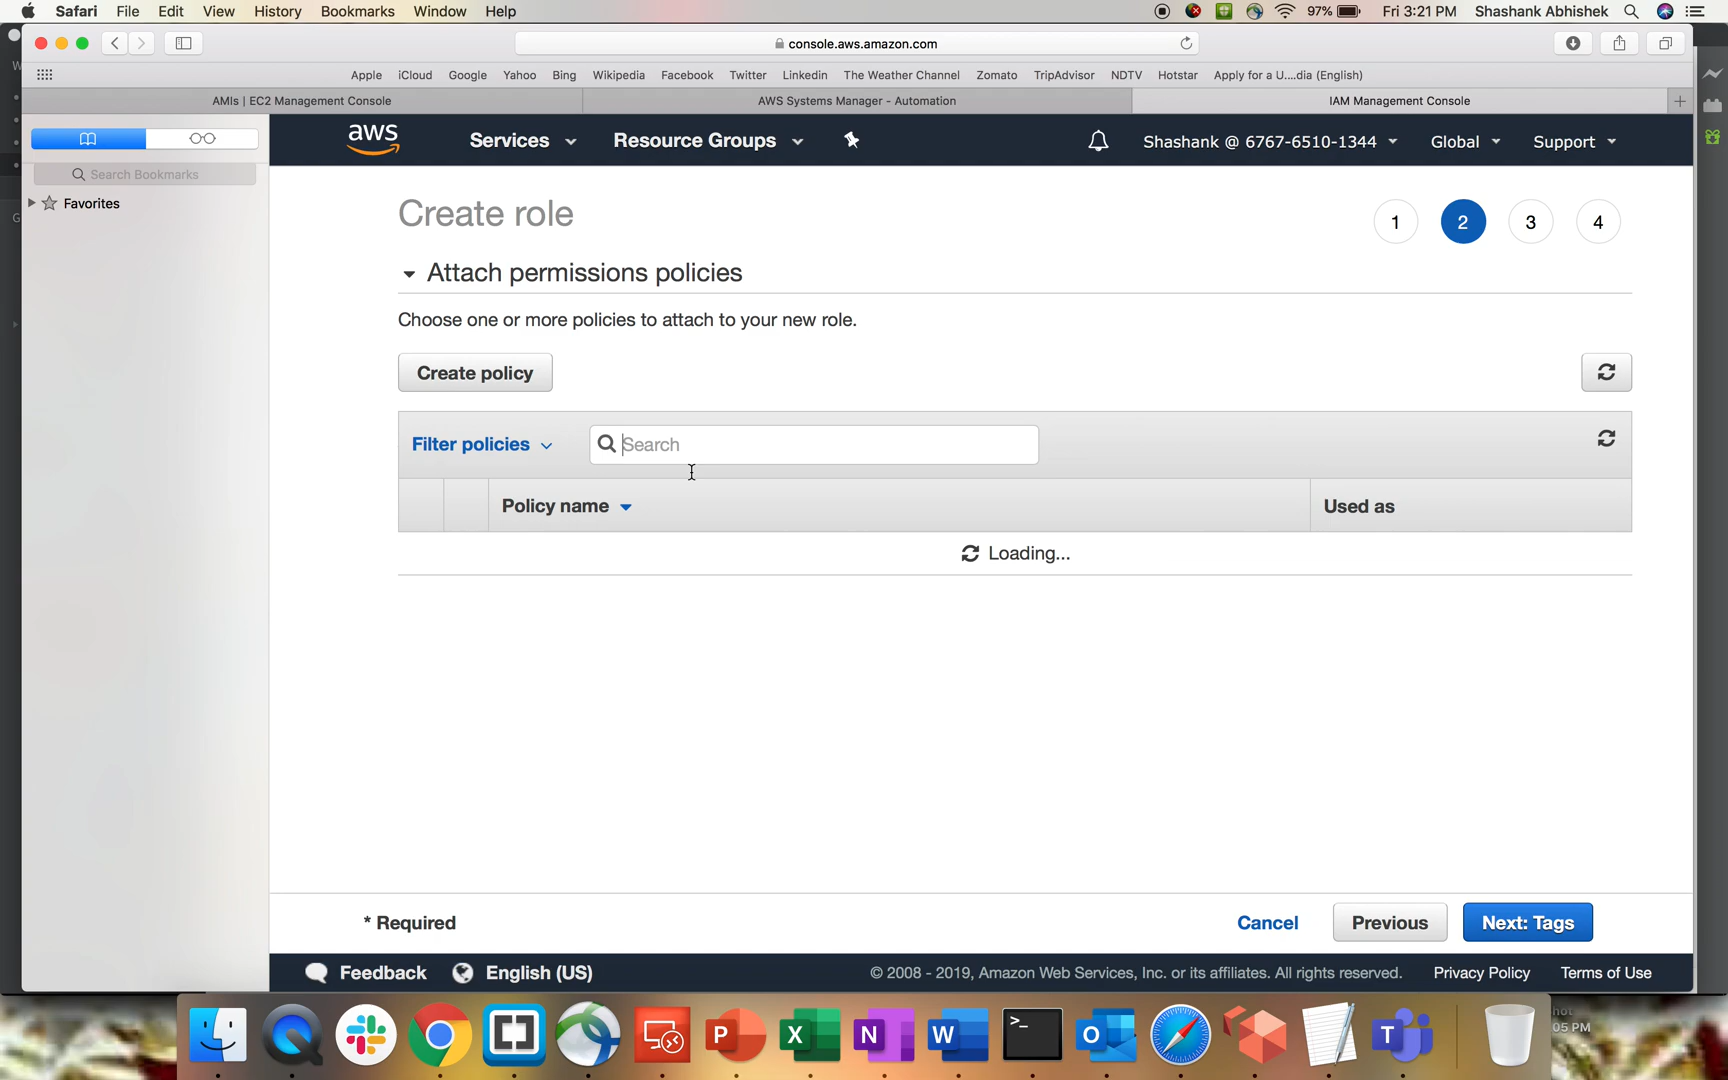 Safari File Edit View History Bookmarks Window Help 97% Fri 3:21 PM Shashank Abhishek
console.aws.amazon.com
Apple iCloud Google Yahoo Bing Wikipedia Facebook Twitter Linkedin The Weather Channel Zomato TripAdvisor NDTV Hotstar Apply for a U....dia (English)
AMIs | EC2 Management Console AWS Systems Manager - Automation IAM Management Console
aws Services Resource Groups Shashank @ 6767-6510-1344 Global Support
Search Bookmarks
Favorites
Create role
1 2 3 4
Attach permissions policies
Choose one or more policies to attach to your new role.
Create policy
Filter policies Search
Policy name Used as
Loading...
* Required Cancel Previous Next: Tags
Feedback English (US) © 2008 - 2019, Amazon Web Services, Inc. or its affiliates. All rights reserved. Privacy Policy Terms of Use
P X N W >_ O T
05 PM